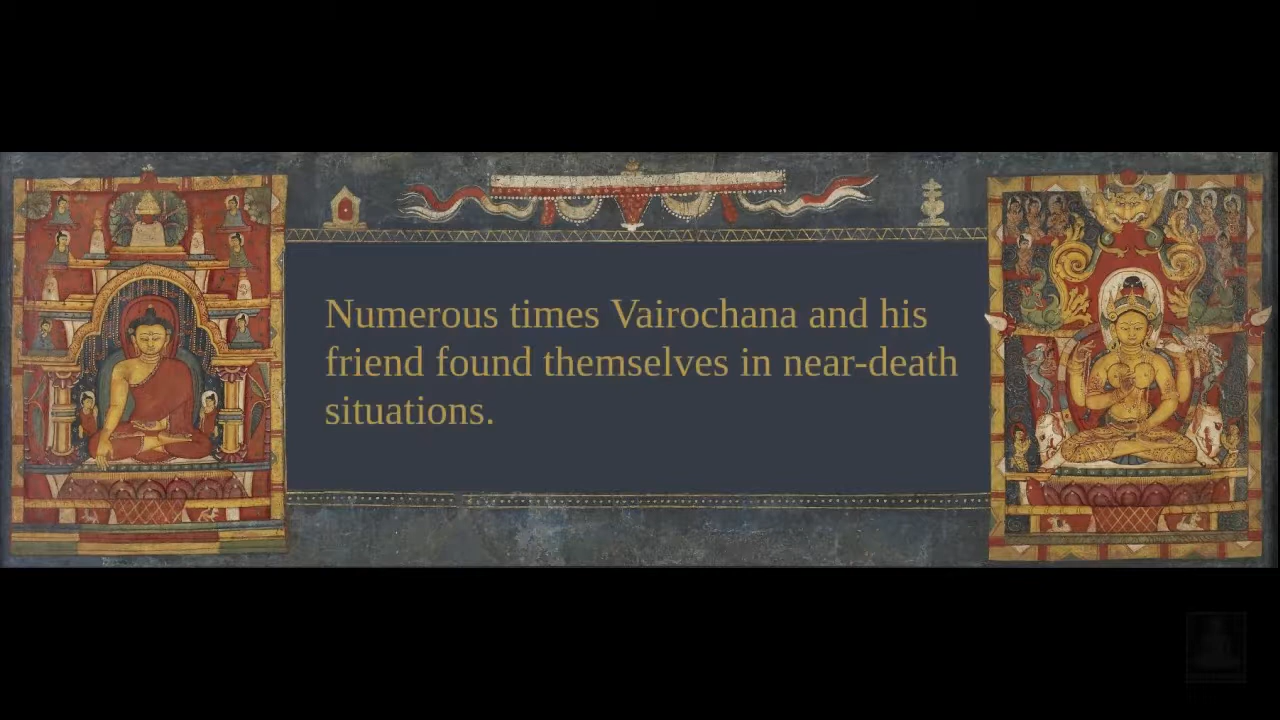 Numerous times Vairochana and his
friend found themselves in near-death
situations.